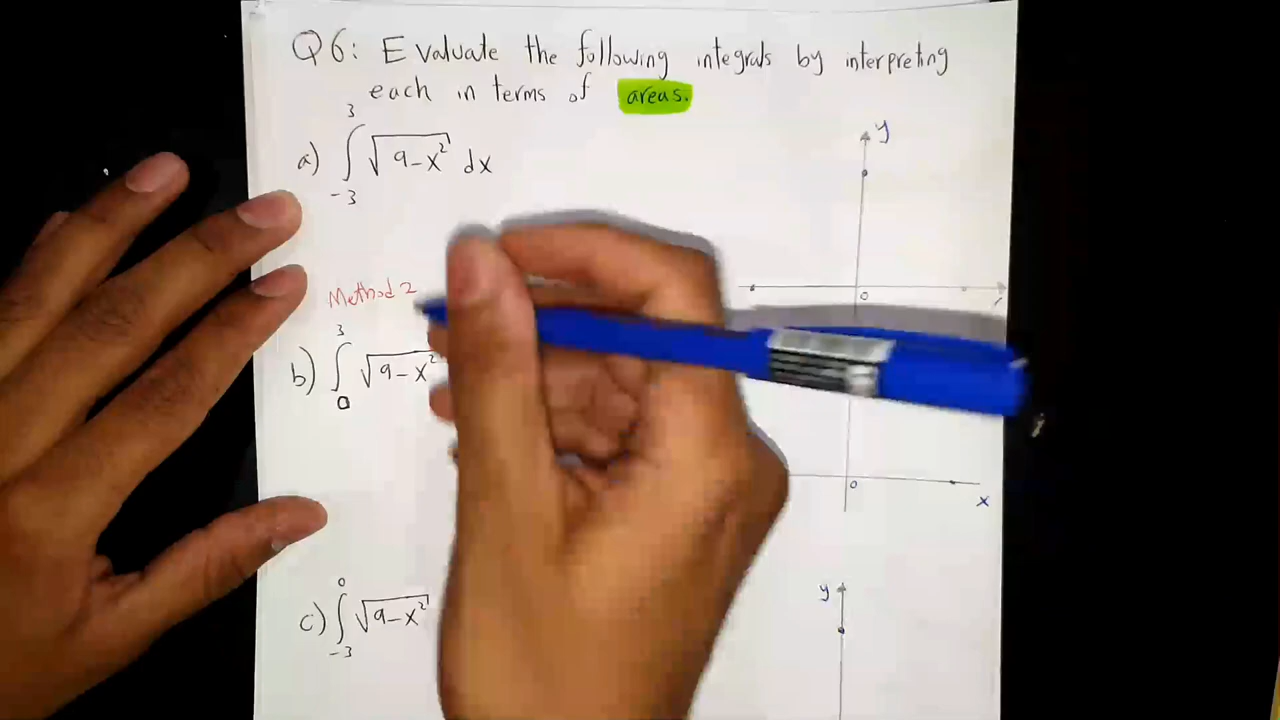 Q6: Evaluate the following integrals by interpreting
each in terms of areas.
a) ∫_{-3}^{3} √(9-x²) dx
y
0
Method 2
b) ∫_{0}^{3} √(9-x²)
0
x
c) ∫_{-3}^{0} √(9-x²)
y